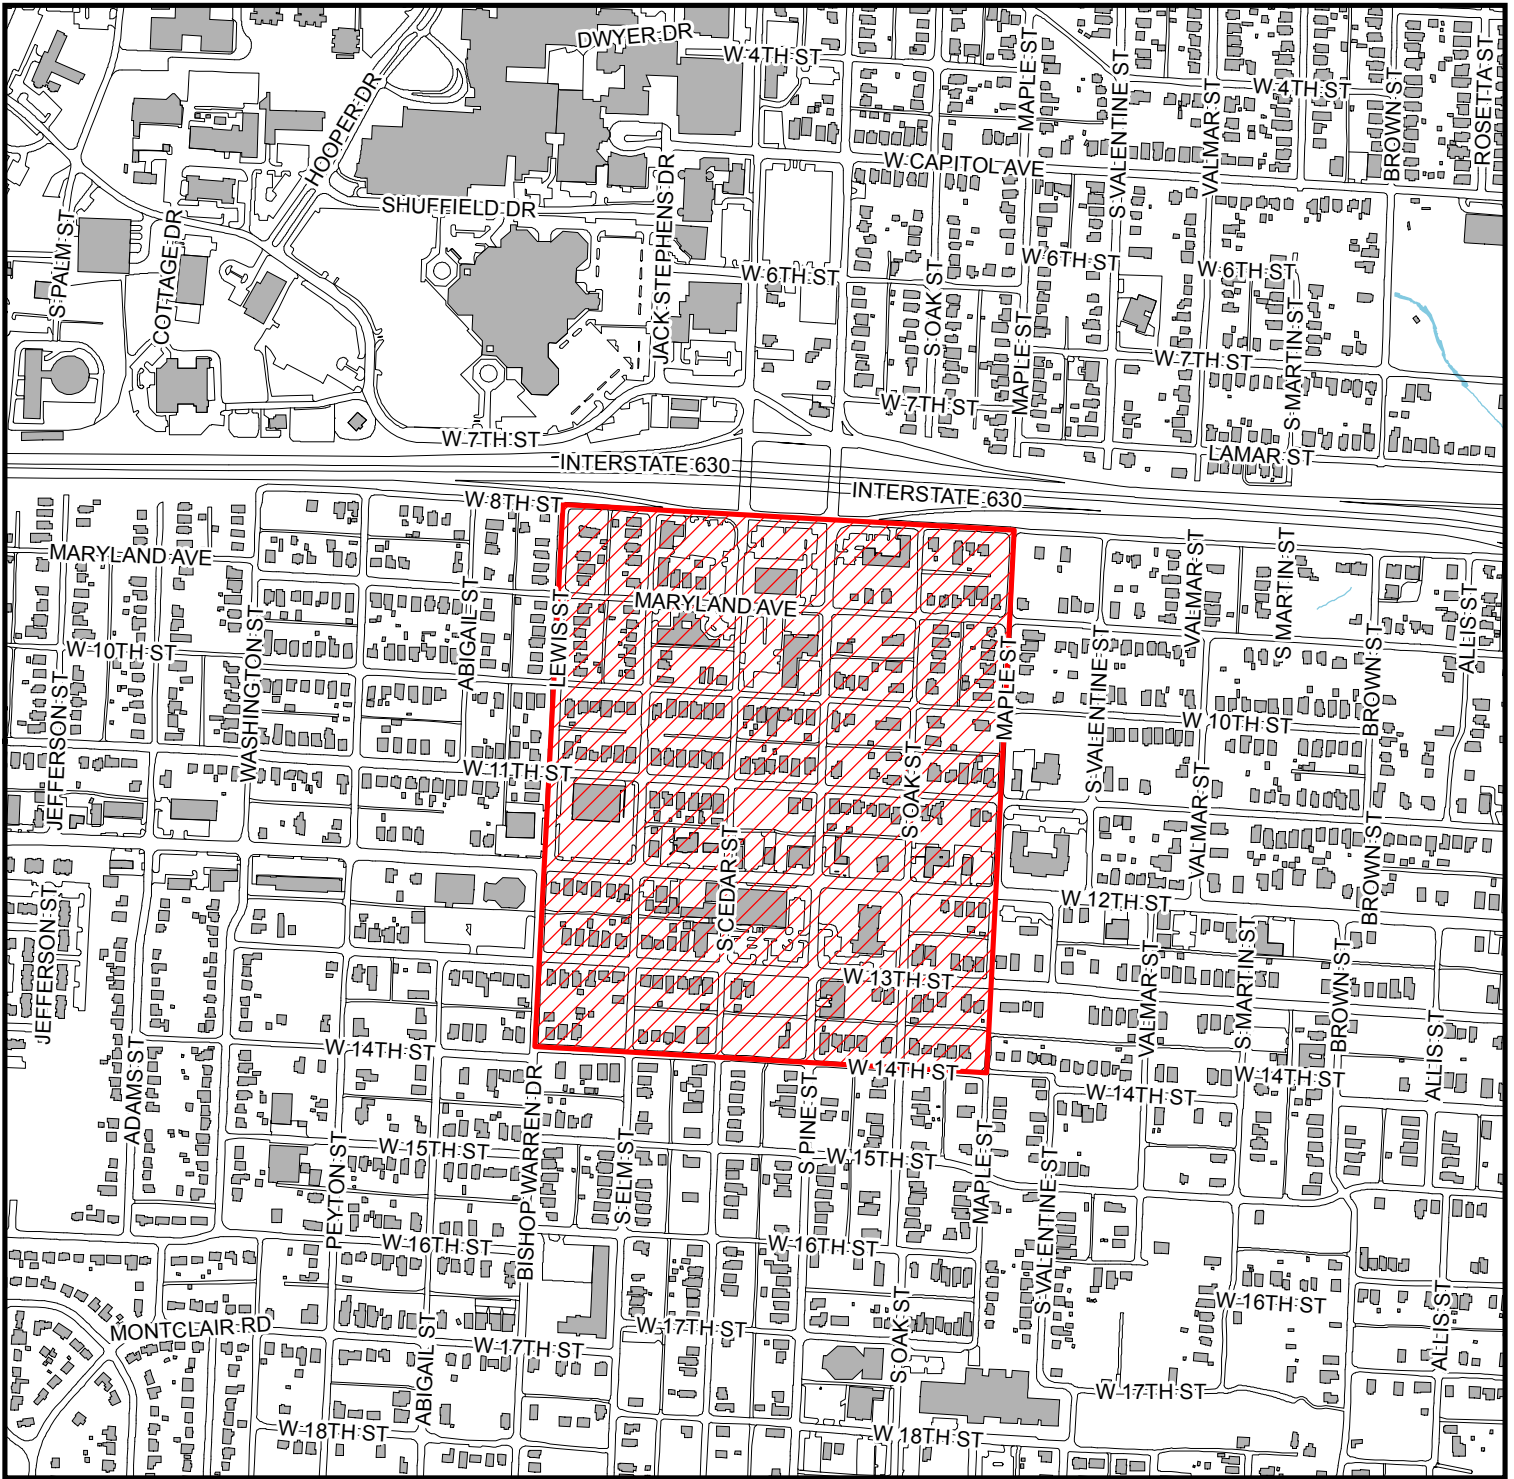 DWYER DR
W 4TH ST
MAPLE ST
S VALENTINE ST
VALMAR ST
W 4TH ST
BROWN ST
ROSETTA ST
HOOPER DR
W CAPITOL AVE
SHUFFIELD DR
JACK STEPHENS DR
S PALM ST
COTTAGE DR
W 6TH ST
S OAK ST
W 6TH ST
W 6TH ST
MAPLE ST
W 7TH ST
S MARTIN ST
W 7TH ST
W 7TH ST
LAMAR ST
INTERSTATE 630
INTERSTATE 630
W 8TH ST
MARYLAND AVE
VALMAR ST
S MARTIN ST
ABIGAIL ST
LEWIS ST
MARYLAND AVE
ALLIS ST
W 10TH ST
WASHINGTON ST
MAPLE ST
S VALENTINE ST
BROWN ST
JEFFERSON ST
W 10TH ST
W 11TH ST
S OAK ST
VALMAR ST
S CEDAR ST
BROWN ST
W 12TH ST
JEFFERSON ST
W 13TH ST
VALMAR ST
S MARTIN ST
BROWN ST
ADAMS ST
W 14TH ST
W 14TH ST
W 14TH ST
W 14TH ST
ALLIS ST
BISHOP WARREN DR
S PINE ST
PEYTON ST
W 15TH ST
S ELM ST
W 15TH ST
MAPLE ST
S VALENTINE ST
W 16TH ST
W 16TH ST
S OAK ST
W 16TH ST
MONTCLAIR RD
ABIGAIL ST
W 17TH ST
W 17TH ST
ALLIS ST
W 17TH ST
W 18TH ST
W 18TH ST